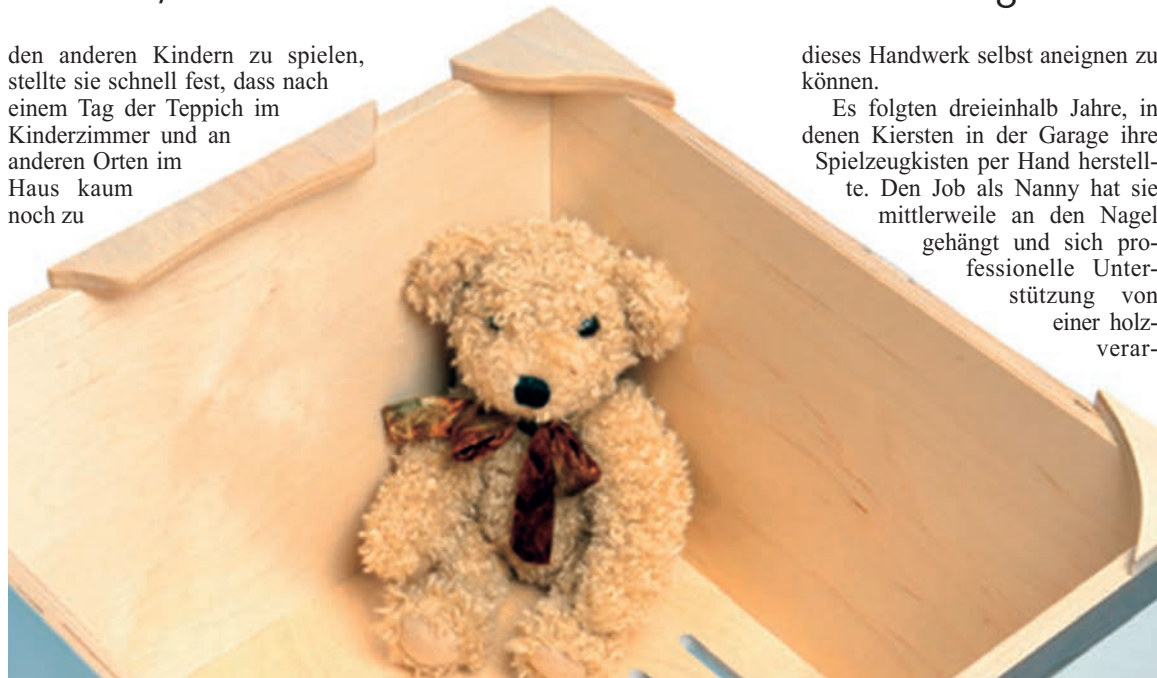 den anderen Kindern zu spielen,
stellte sie schnell fest, dass nach
einem Tag der Teppich im
Kinderzimmer und an
anderen Orten im
Haus kaum
noch zu
dieses Handwerk selbst aneignen zu
können.
Es folgten dreieinhalb Jahre, in
denen Kiersten in der Garage ihre
Spielzeugkisten per Hand herstell-
te. Den Job als Nanny hat sie
mittlerweile an den Nagel
gehängt und sich pro-
fessionelle Unter-
stützung von
einer holz-
verar-